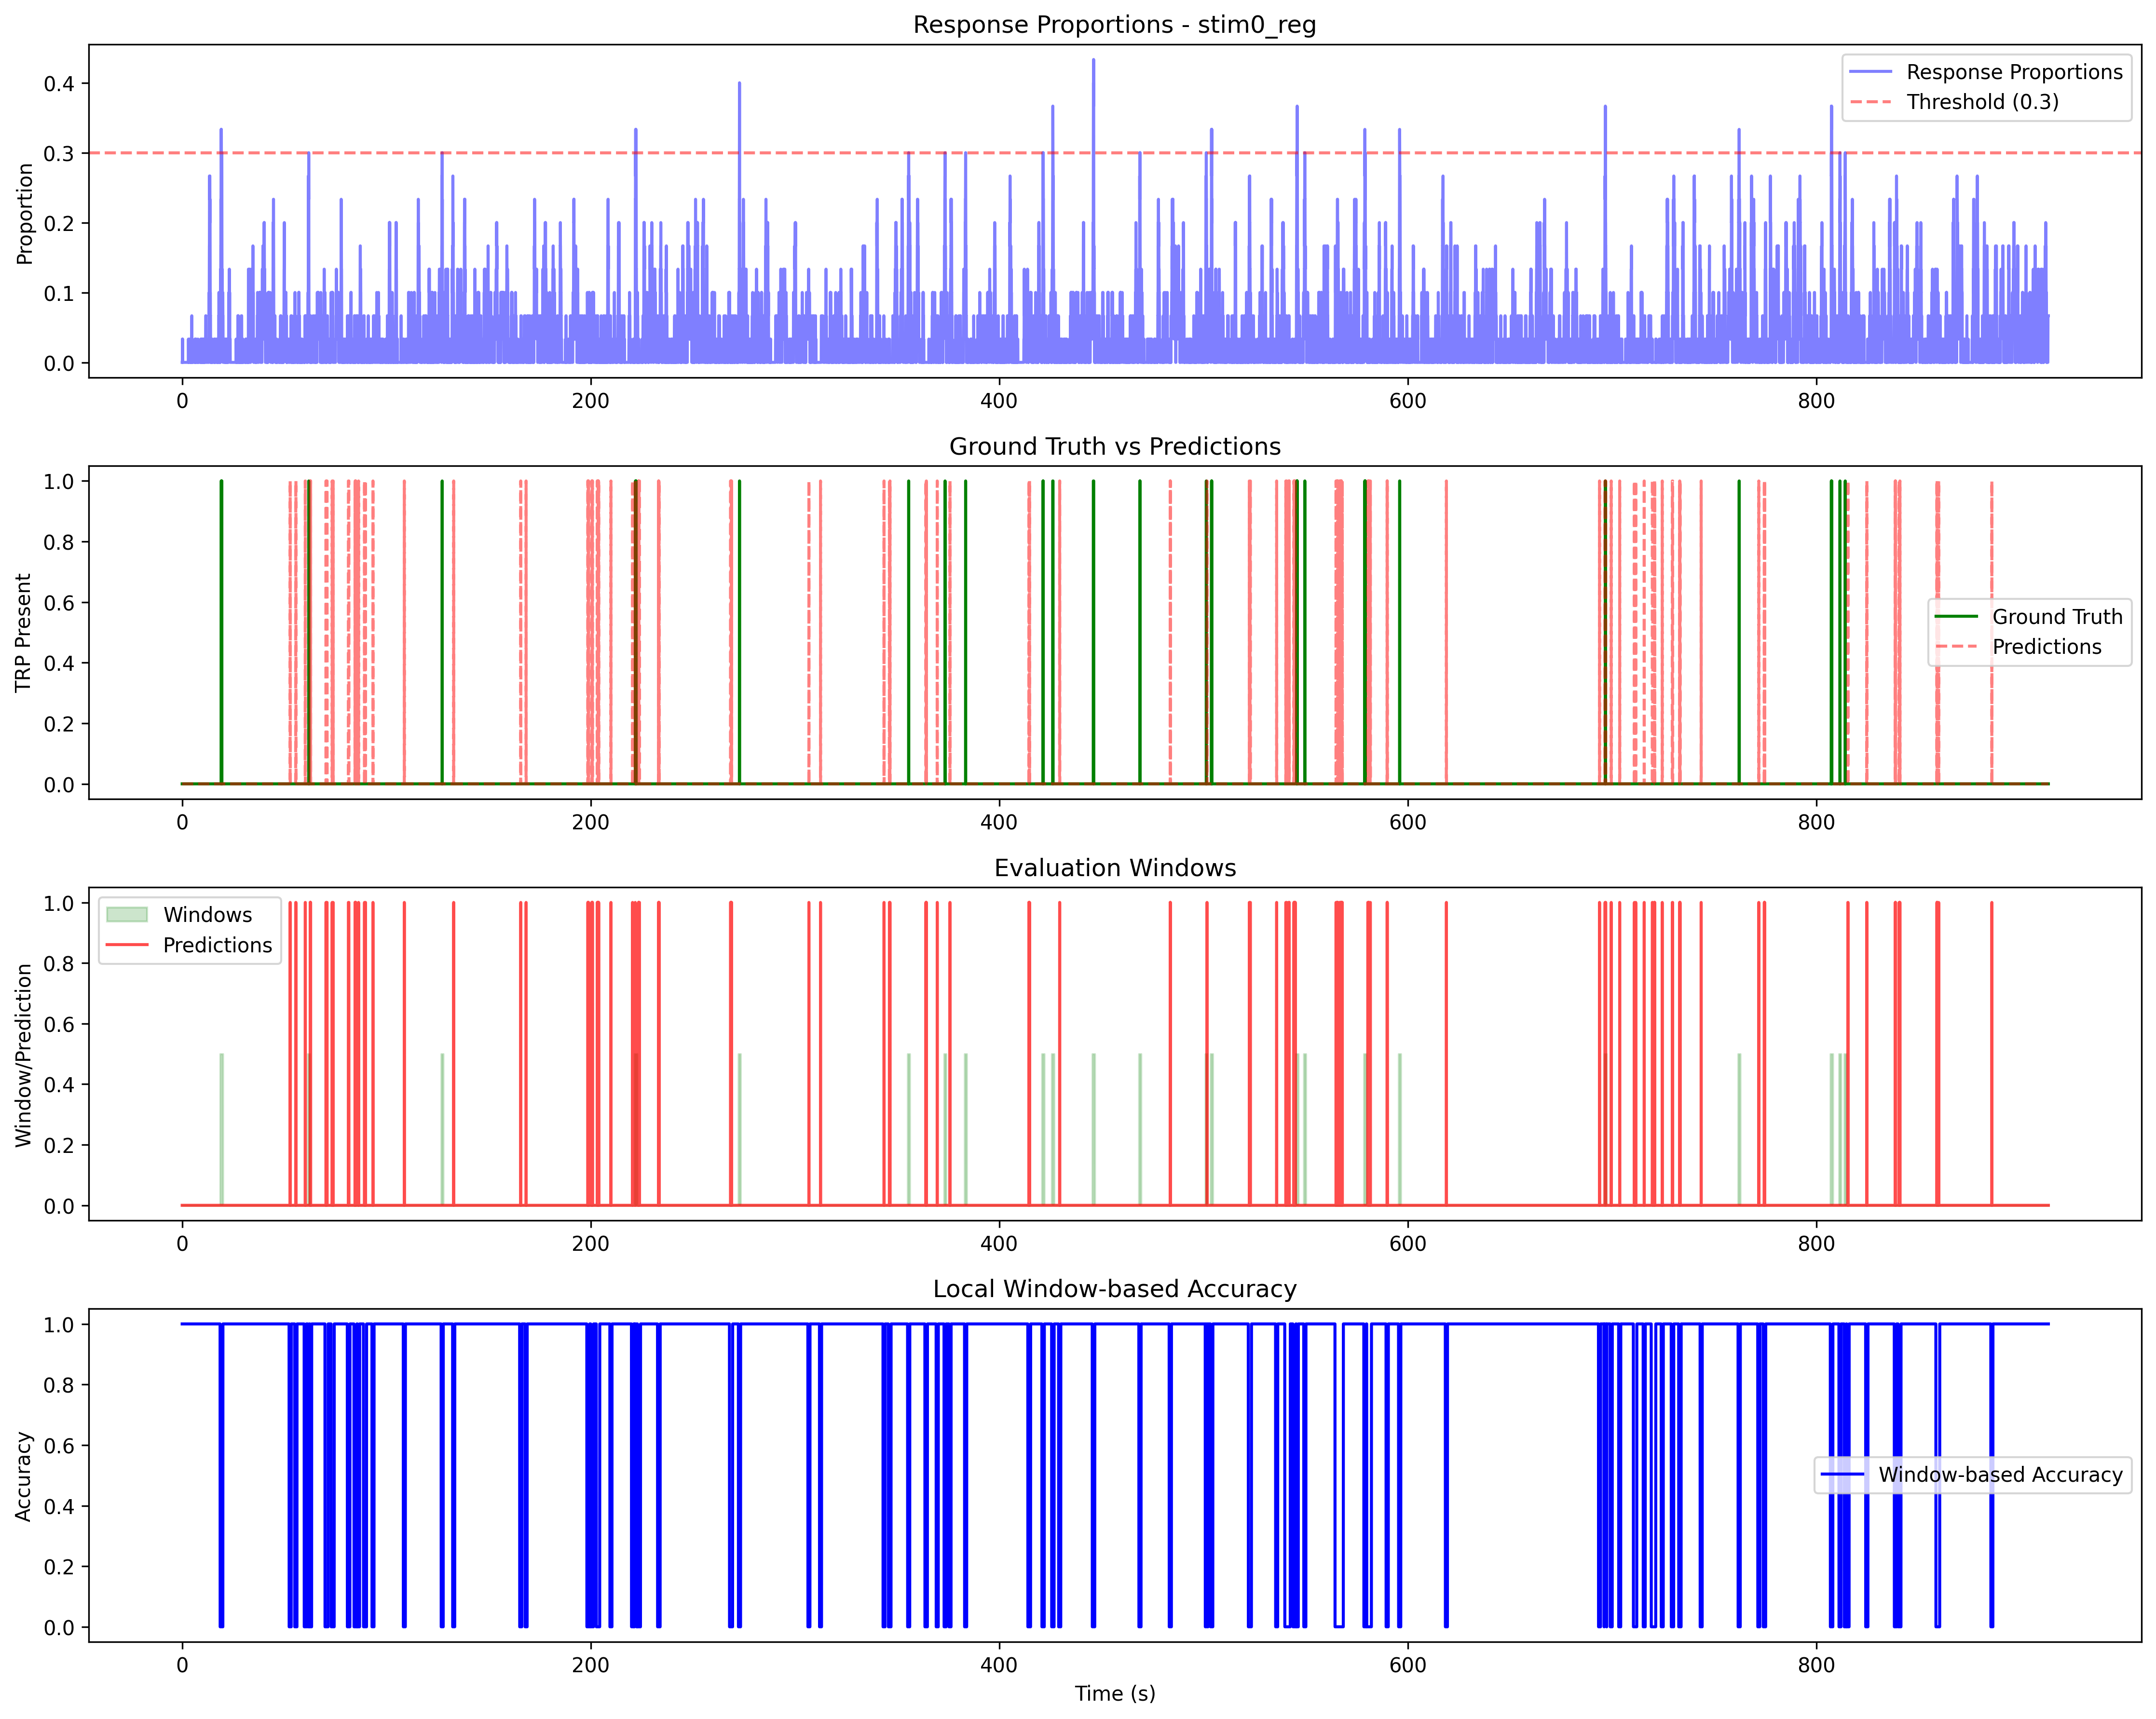 Response Proportions - stim0_reg
Proportion
0.4
0.3
0.2
0.1
0.0
Response Proportions
Threshold (0.3)
0 200 400 600 800
Ground Truth vs Predictions
TRP Present
1.0
0.8
0.6
0.4
0.2
0.0
Ground Truth
Predictions
0 200 400 600 800
Evaluation Windows
Window/Prediction
1.0
0.8
0.6
0.4
0.2
0.0
Windows
Predictions
0 200 400 600 800
Local Window-based Accuracy
Accuracy
1.0
0.8
0.6
0.4
0.2
0.0
Window-based Accuracy
0 200 400 600 800
Time (s)